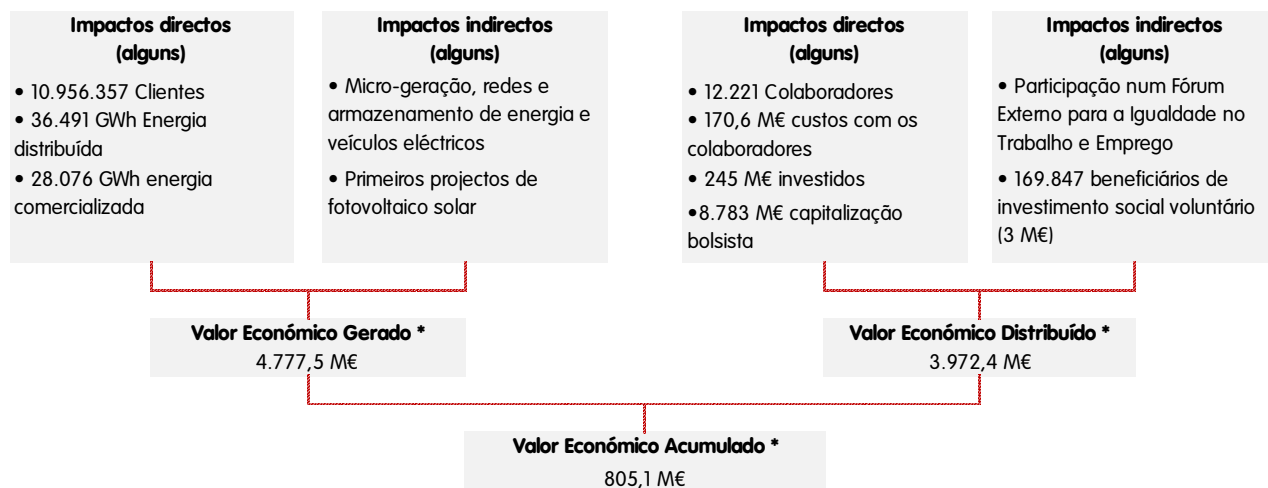 Impactos directos
(alguns)
• 10.956.357 Clientes
• 36.491 GWh Energia
distribuída
• 28.076 GWh energia
comercializada
Impactos indirectos
(alguns)
• Micro-geração, redes e
armazenamento de energia e
veículos eléctricos
• Primeiros projectos de
fotovoltaico solar
Impactos directos
(alguns)
• 12.221 Colaboradores
• 170,6 M€ custos com os
colaboradores
• 245 M€ investidos
•8.783 M€ capitalização
bolsista
Impactos indirectos
(alguns)
• Participação num Fórum
Externo para a Igualdade no
Trabalho e Emprego
• 169.847 beneficiários de
investimento social voluntário
(3 M€)
Valor Económico Gerado *
4.777,5 M€
Valor Económico Distribuído *
3.972,4 M€
Valor Económico Acumulado *
805,1 M€